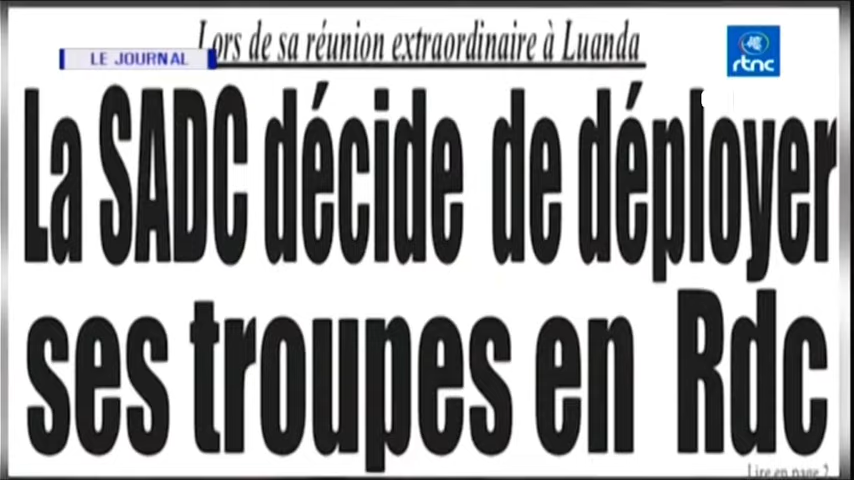 Lors de sa réunion extraordinaire à Luanda
LE JOURNAL
rtnc
La SADC décide de déployer
ses troupes en Rdc
Lire en page 2